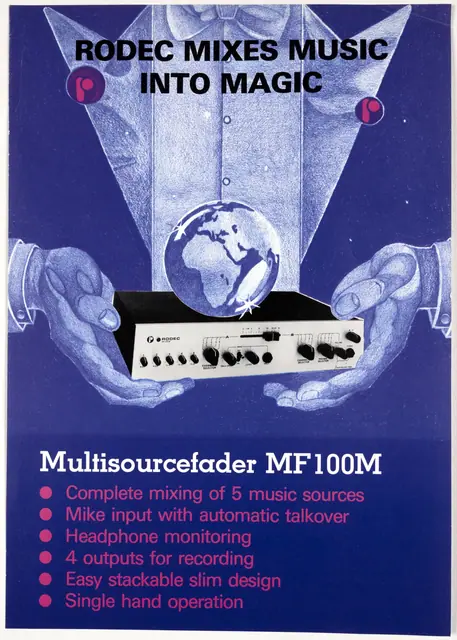 RODEC MIXES MUSIC
INTO MAGIC
r
r
r RODEC
Multisourcefader MF100M
Complete mixing of 5 music sources
Mike input with automatic talkover
Headphone monitoring
4 outputs for recording
Easy stackable slim design
Single hand operation